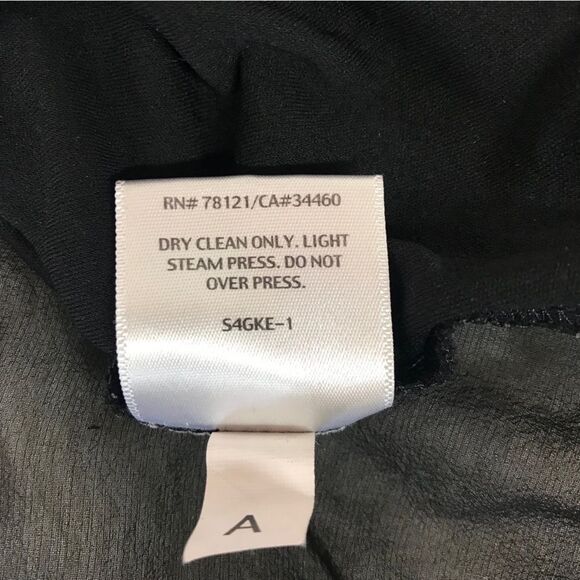 RN# 78121/CA#34460
DRY CLEAN ONLY. LIGHT
STEAM PRESS. DO NOT
OVER PRESS.
S4GKE-1
A